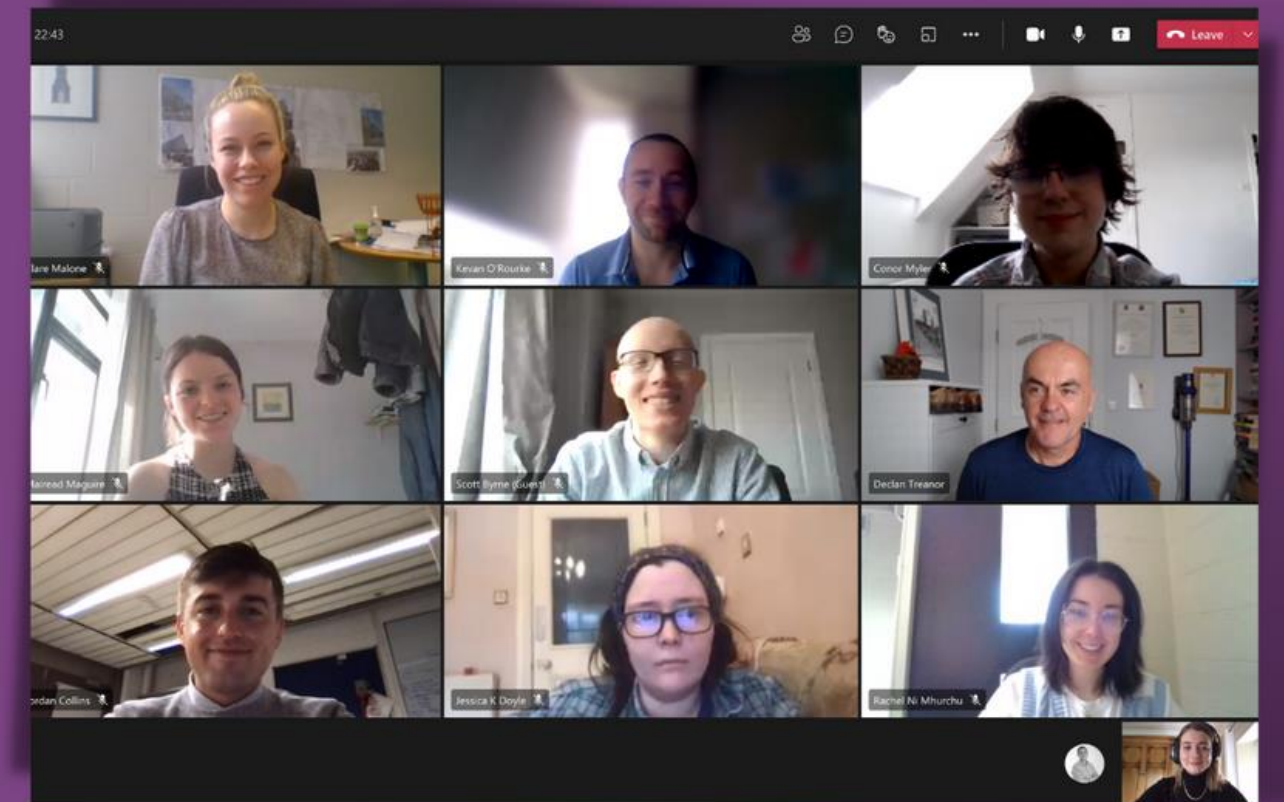 22:43
Leave
lare Malone
Kevan O'Rourke
Conor Myler
Mairead Maguire
Scott Byrne (Guest)
Declan Treanor
ordan Collins
Jessica K Doyle
Rachel Ni Mhurchu